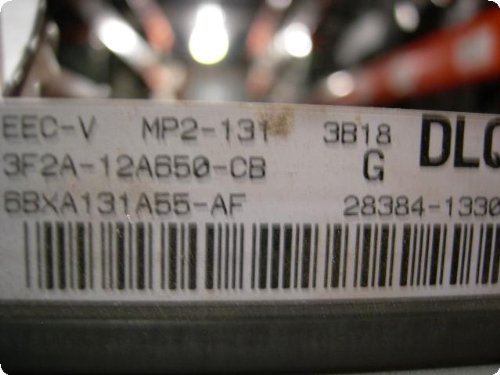 EEC-V MP2-131 3B18 DLQ
3F2A-12A650-CB G
6BXA131A55-AF 28384-1330